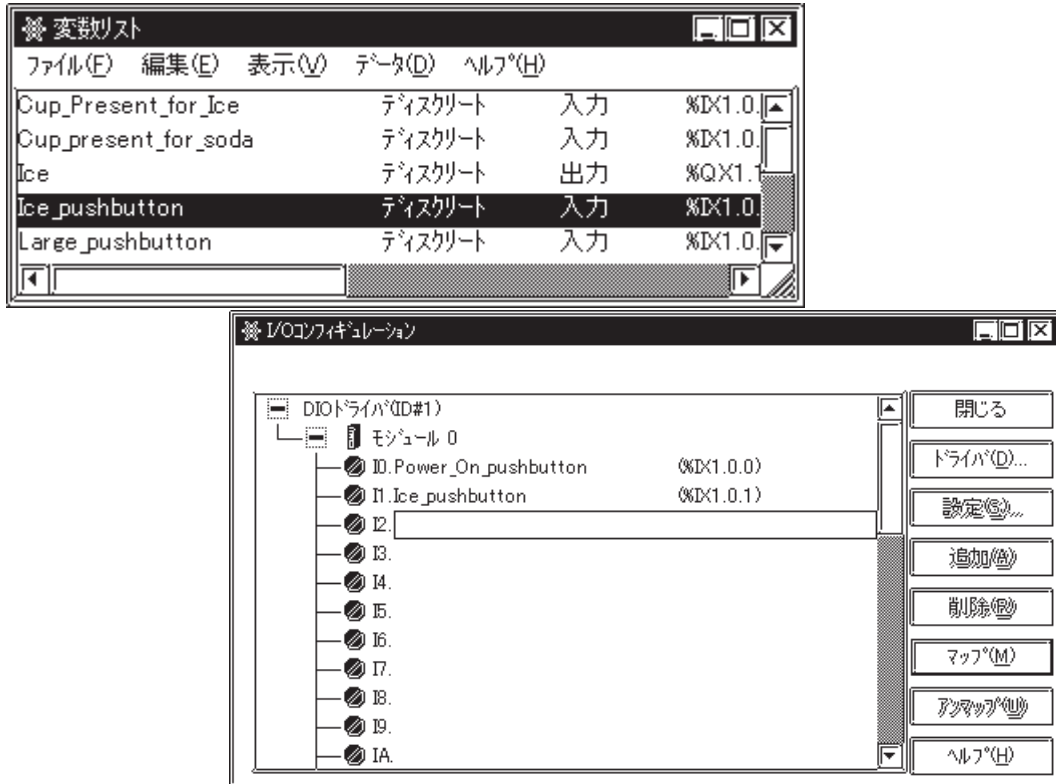 変数リスト
ﾌｧｲﾙ(F) 編集(E) 表示(V) ﾃﾞｰﾀ(D) ﾍﾙﾌﾟ(H)
Cup_Present_for_Ice ﾃﾞｨｽｸﾘｰﾄ 入力 %IX1.0.
Cup_present_for_soda ﾃﾞｨｽｸﾘｰﾄ 入力 %IX1.0.
Ice ﾃﾞｨｽｸﾘｰﾄ 出力 %QX1.1
Ice_pushbutton ﾃﾞｨｽｸﾘｰﾄ 入力 %IX1.0.
Large_pushbutton ﾃﾞｨｽｸﾘｰﾄ 入力 %IX1.0.
I/Oｺﾝﾌｨｷﾞｭﾚｰｼｮﾝ
DIOﾄﾞﾗｲﾊﾞ(ID#1)
ﾓｼﾞｭｰﾙ 0
I0.Power_On_pushbutton (%IX1.0.0)
I1.Ice_pushbutton (%IX1.0.1)
I2.
I3.
I4.
I5.
I6.
I7.
I8.
I9.
IA.
閉じる
ﾄﾞﾗｲﾊﾞ(D)...
設定(S)...
追加(A)
削除(R)
ﾏｯﾌﾟ(M)
ｱﾝﾏｯﾌﾟ(U)
ﾍﾙﾌﾟ(H)